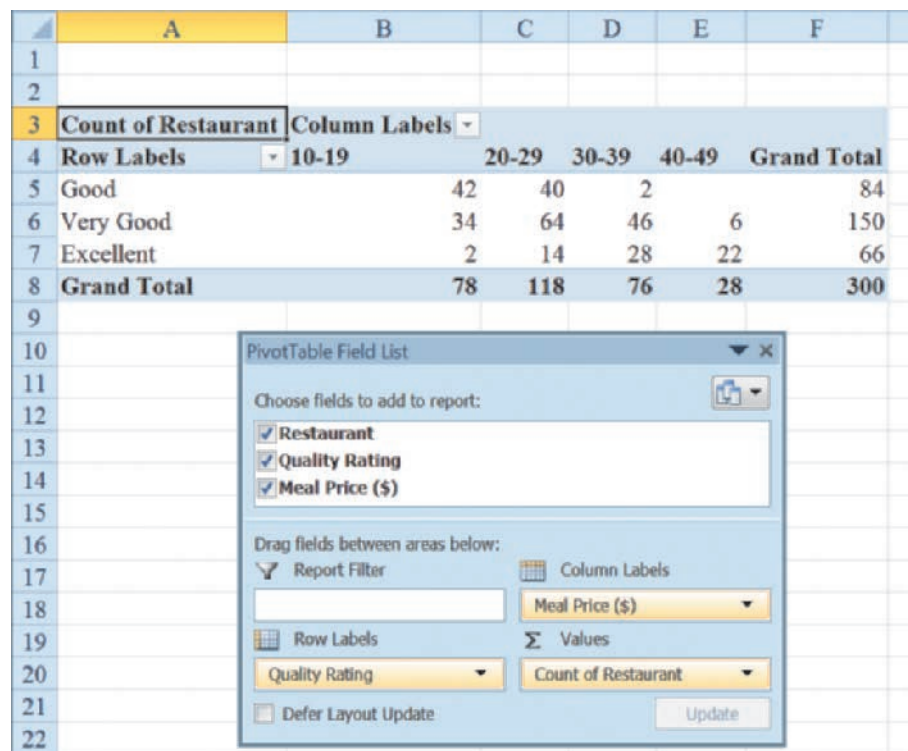 A B C D E F
1
2
3 Count of Restaurant Column Labels
4 Row Labels 10-19 20-29 30-39 40-49 Grand Total
5 Good 42 40 2 84
6 Very Good 34 64 46 6 150
7 Excellent 2 14 28 22 66
8 Grand Total 78 118 76 28 300
9
10 PivotTable Field List
11
12 Choose fields to add to report:
13 Restaurant
Quality Rating
14 Meal Price ($)
15
16 Drag fields between areas below:
17 Report Filter Column Labels
18 Meal Price ($)
19 Row Labels Σ Values
20 Quality Rating Count of Restaurant
21 Defer Layout Update Update
22